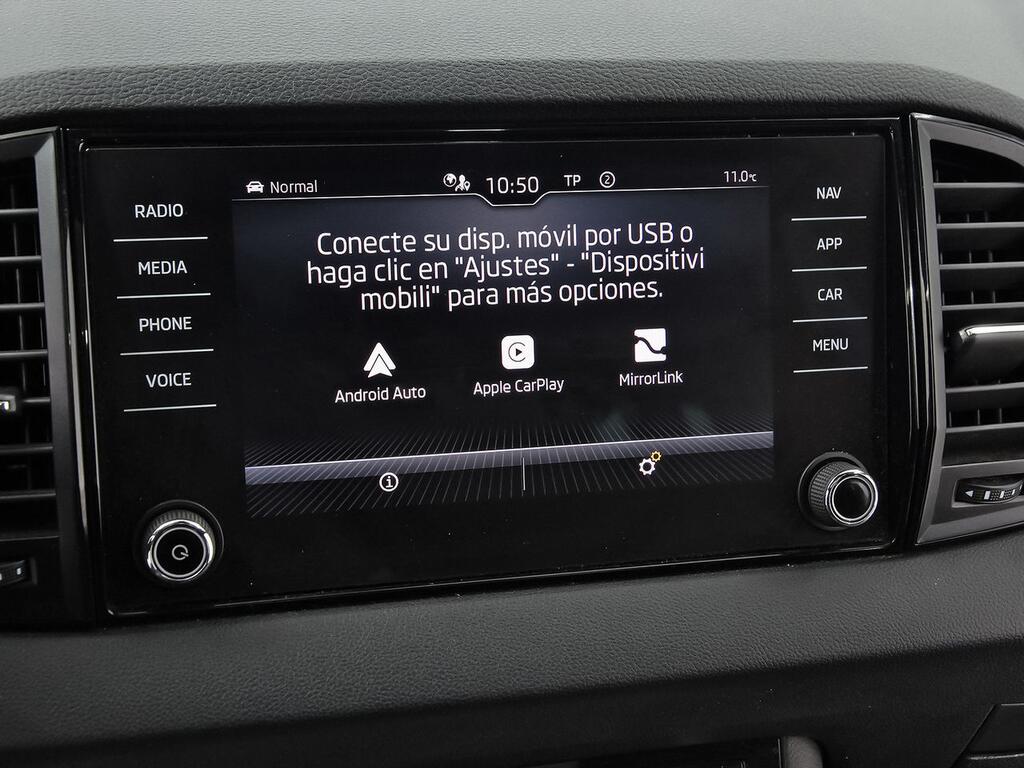 Normal
10:50
TP
2
11.0°C
RADIO
MEDIA
PHONE
VOICE
Conecte su disp. móvil por USB o
haga clic en "Ajustes" - "Dispositivi
mobili" para más opciones.
Android Auto
Apple CarPlay
MirrorLink
NAV
APP
CAR
MENU